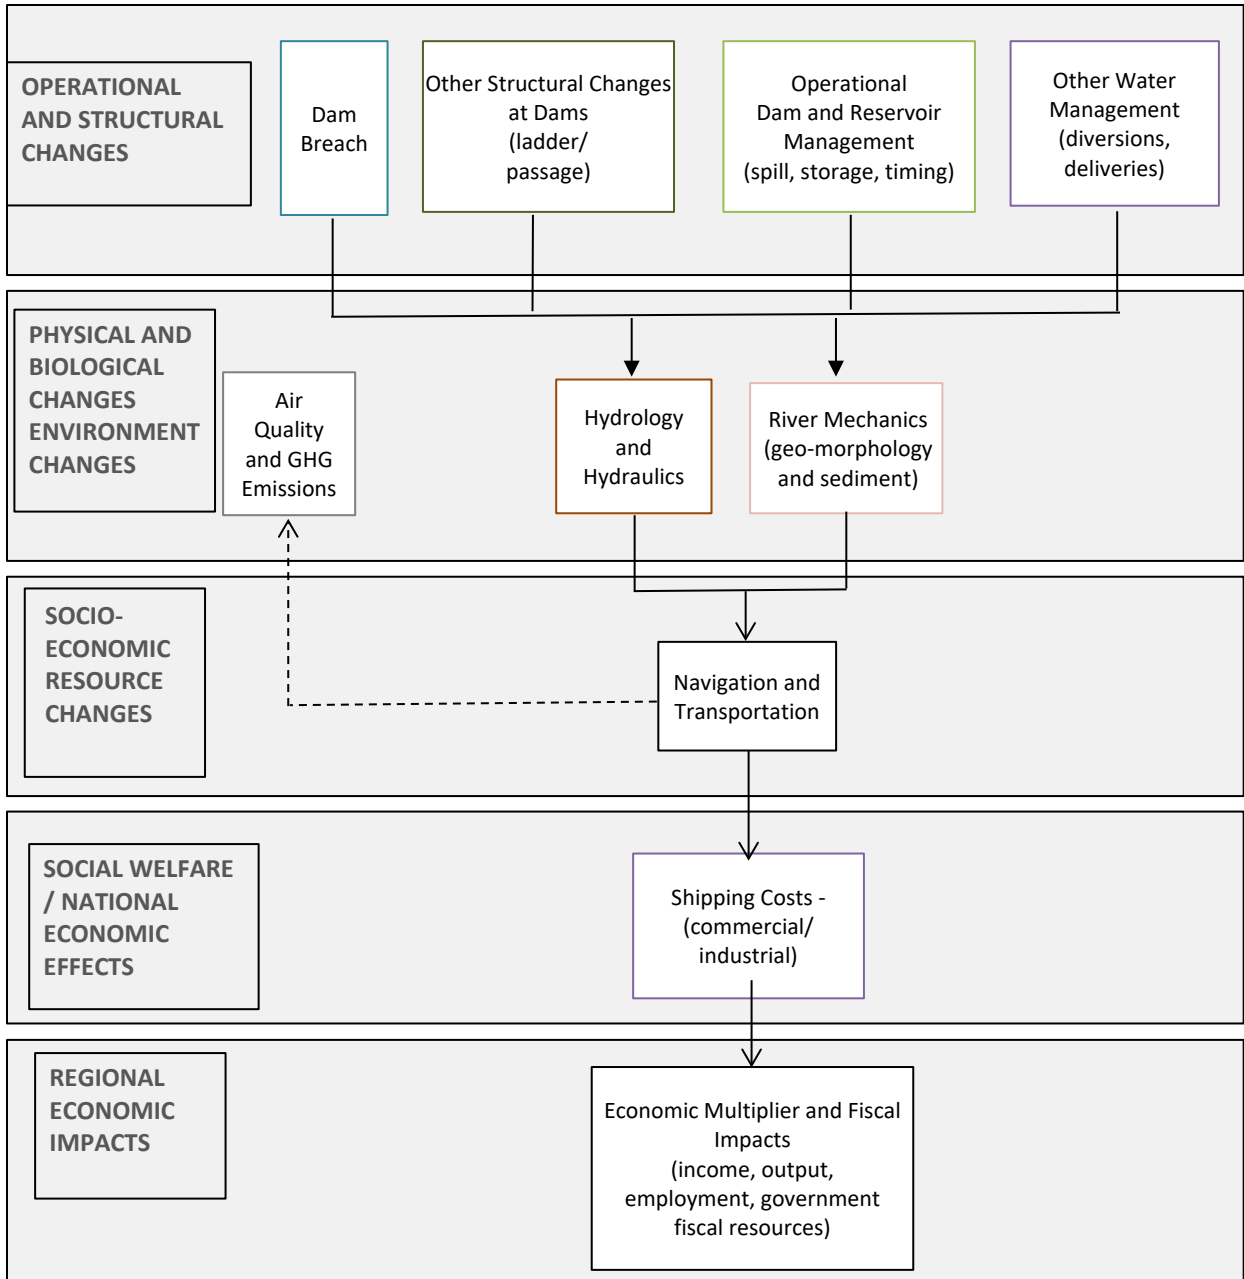 OPERATIONAL
AND STRUCTURAL
CHANGES
Dam
Breach
Other Structural Changes
at Dams
(ladder/
passage)
Operational
Dam and Reservoir
Management
(spill, storage, timing)
Other Water
Management
(diversions,
deliveries)
PHYSICAL AND
BIOLOGICAL
CHANGES
ENVIRONMENT
CHANGES
Air
Quality
and GHG
Emissions
Hydrology
and
Hydraulics
River Mechanics
(geo-morphology
and sediment)
SOCIO-
ECONOMIC
RESOURCE
CHANGES
Navigation and
Transportation
SOCIAL WELFARE
/ NATIONAL
ECONOMIC
EFFECTS
Shipping Costs -
(commercial/
industrial)
REGIONAL
ECONOMIC
IMPACTS
Economic Multiplier and Fiscal
Impacts
(income, output,
employment, government
fiscal resources)